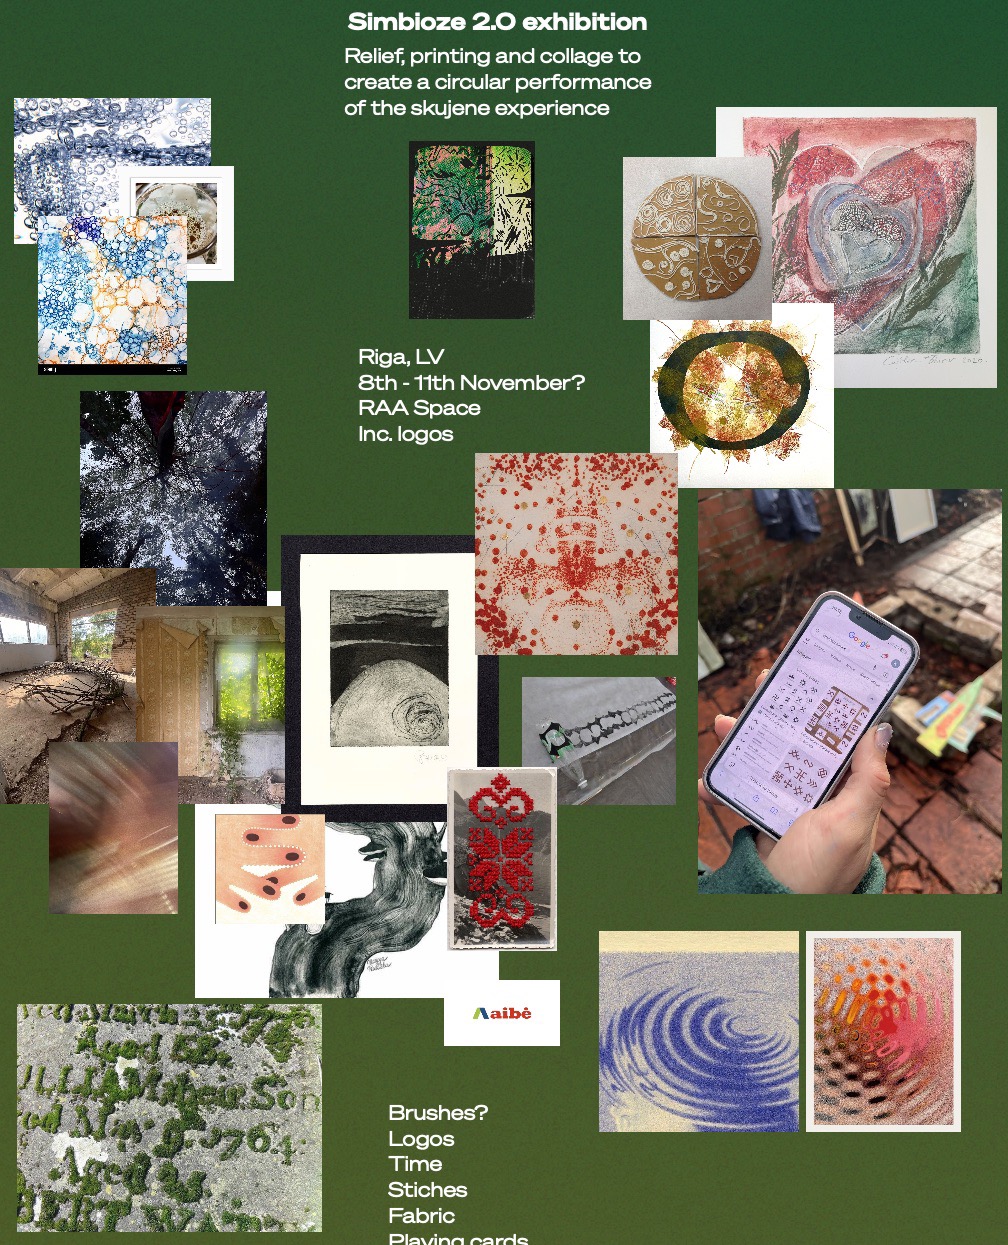 Simbioze 2.0 exhibition
Relief, printing and collage to
create a circular performance
of the skujene experience
Riga, LV
8th - 11th November?
RAA Space
Inc. logos
Google
aibê
Brushes?
Logos
Time
Stiches
Fabric
Playing cards